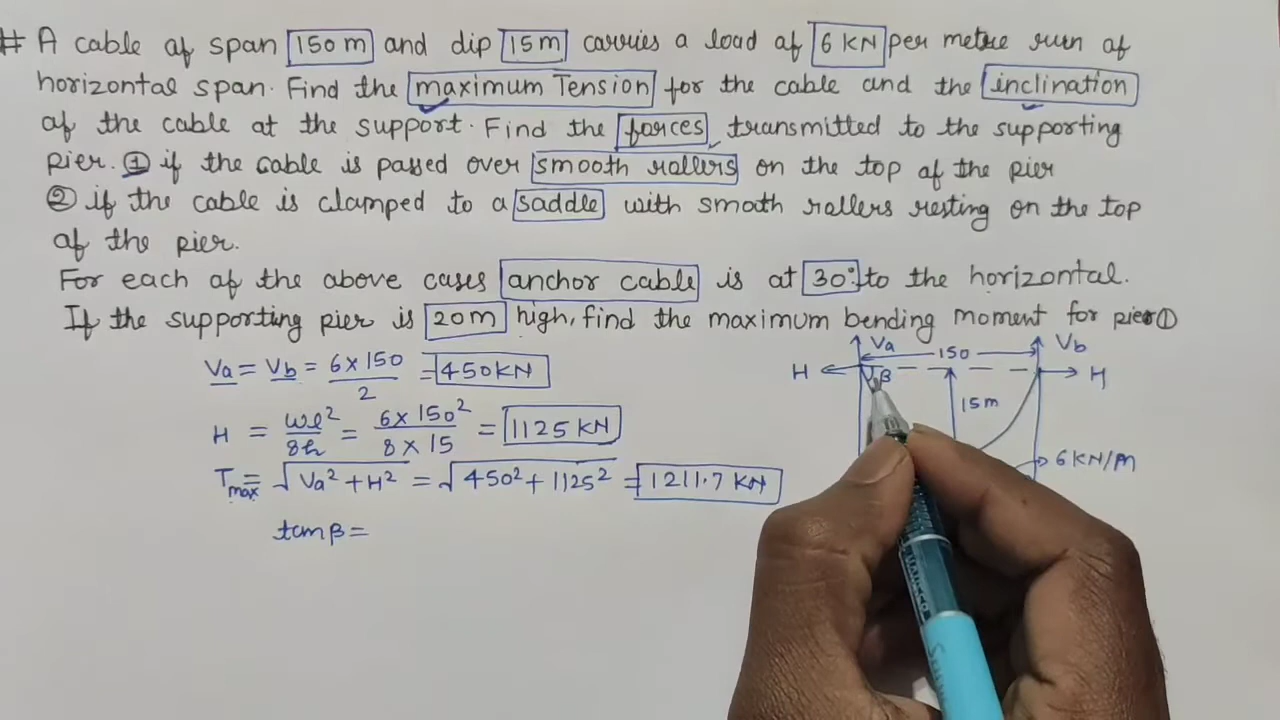 # A cable of span 150 m and dip 15 m carries a load of 6 KN per metre run of
horizontal span. Find the maximum Tension for the cable and the inclination
of the cable at the support. Find the forces transmitted to the supporting
pier. ① if the cable is passed over smooth rollers on the top of the pier
② if the cable is clamped to a saddle with smooth rollers resting on the top
of the pier.
For each of the above cases anchor cable is at 30° to the horizontal.
If the supporting pier is 20m high, find the maximum bending moment for pier ①
Va = Vb = 6 × 150 / 2 = 450 KN
H = wl² / 8h = 6 × 150² / 8 × 15 = 1125 KN
Tmax = √Va² + H² = √450² + 1125² = 1211.7 KN
tan β =
Va
150
Vb
H
β
H
15m
6 KN/m